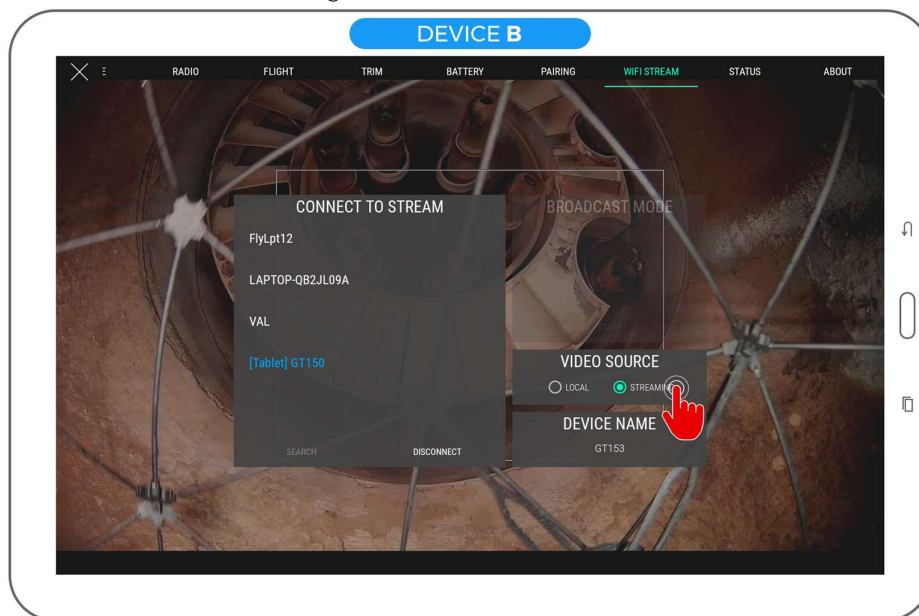 DEVICE B
RADIO FLIGHT TRIM BATTERY PAIRING WIFI STREAM STATUS ABOUT
CONNECT TO STREAM
FlyLpt12
LAPTOP-QB2JL09A
VAL
[Tablet] GT150
SEARCH DISCONNECT
BROADCAST MODE
VIDEO SOURCE
LOCAL STREAMING
DEVICE NAME
GT153